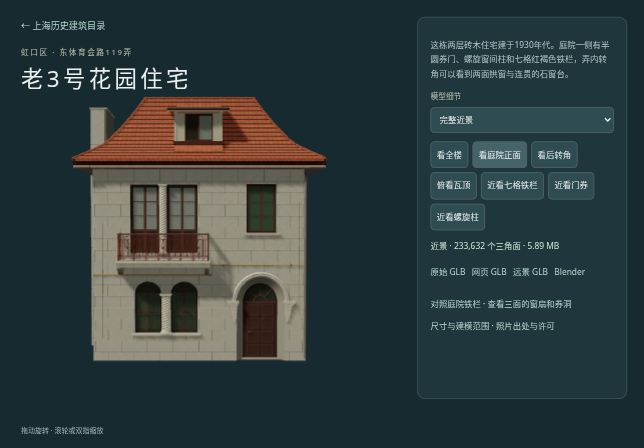 ← 上海历史建筑目录
虹口区 · 东体育会路119弄
老3号花园住宅
拖动旋转 · 滚轮或双指缩放
这栋两层砖木住宅建于1930年代。庭院一侧有半
圆券门、螺旋窗间柱和七格红褐色铁栏，弄内转
角可以看到两面拱窗与连贯的石窗台。
模型细节
完整近景
看全楼
看庭院正面
看后转角
俯看瓦顶
近看七格铁栏
近看门券
近看螺旋柱
近景 · 233,632 个三角面 · 5.89 MB
原始 GLB 网页 GLB 远景 GLB Blender
对照庭院铁栏 · 查看三面的窗扇和券洞
尺寸与建模范围 · 照片出处与许可